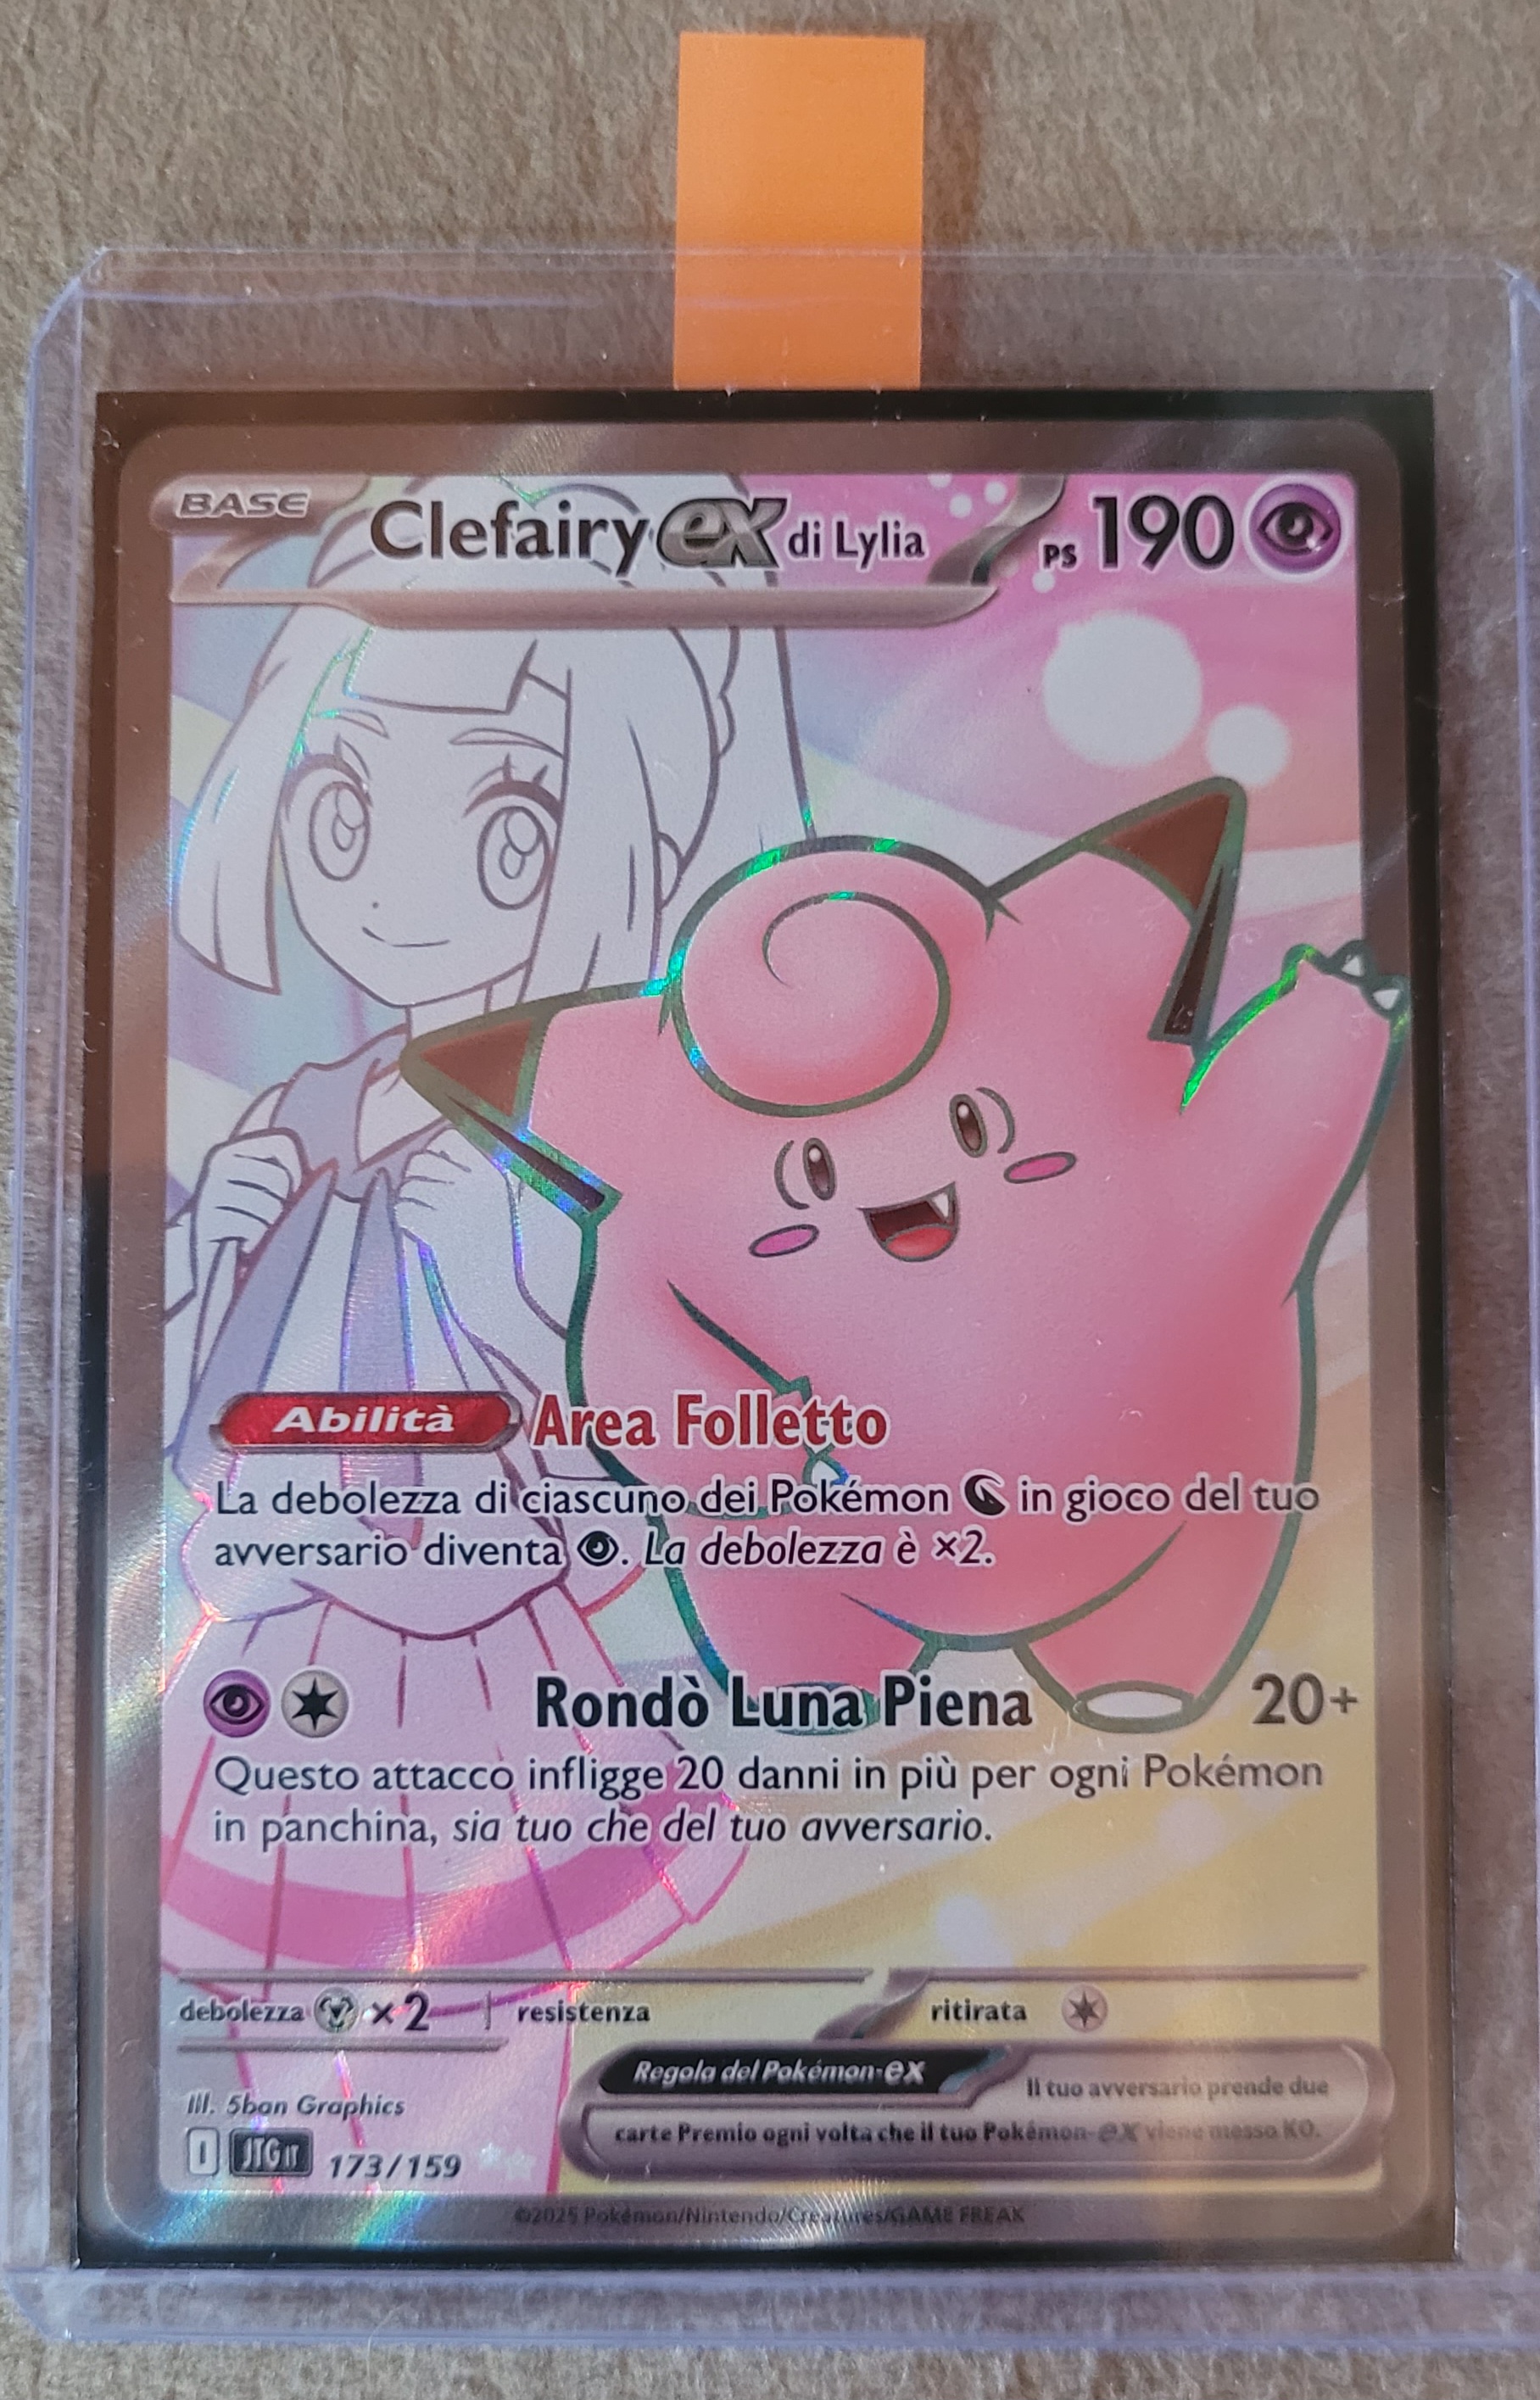 BASE Clefairy ex di Lylia PS 190
Abilità Area Folletto
La debolezza di ciascuno dei Pokémon in gioco del tuo
avversario diventa . La debolezza è ×2.
Rondò Luna Piena 20+
Questo attacco infligge 20 danni in più per ogni Pokémon
in panchina, sia tuo che del tuo avversario.
debolezza ×2 resistenza ritirata
Regola del Pokémon-ex Il tuo avversario prende due
carte Premio ogni volta che il tuo Pokémon-ex viene messo KO.
Ill. 5ban Graphics
I JTG IT 173/159
©2025 Pokémon/Nintendo/Creatures/GAME FREAK